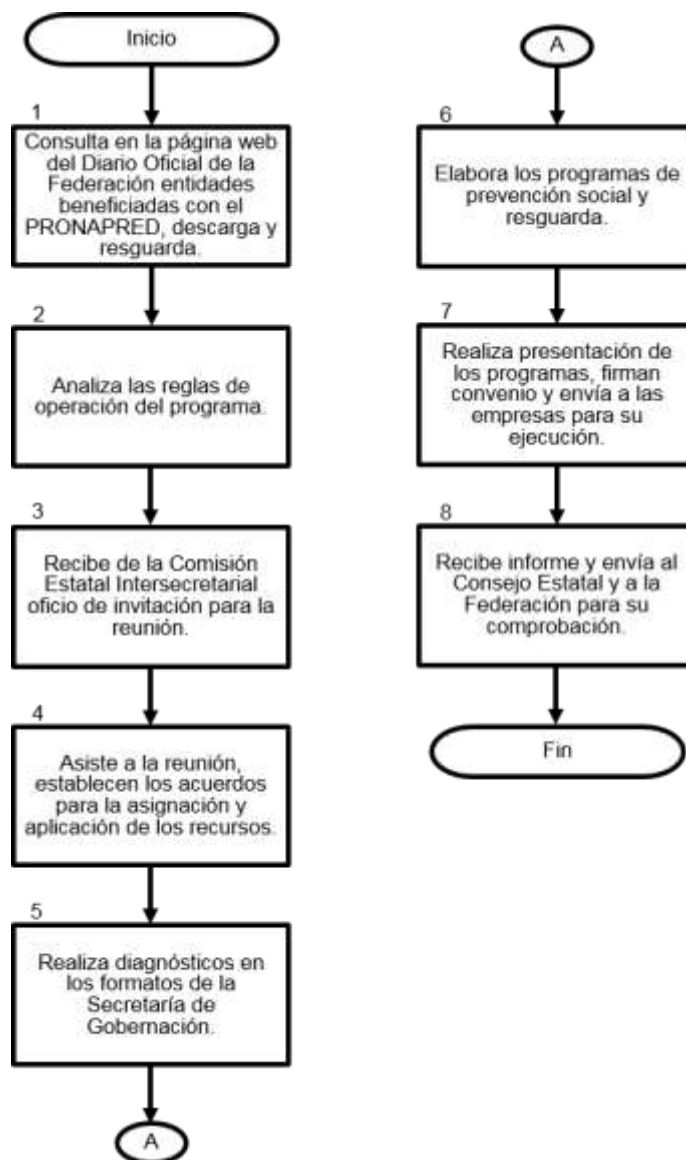 Inicio
1
Consulta en la página web
del Diario Oficial de la
Federación entidades
beneficiadas con el
PRONAPRED, descarga y
resguarda.
2
Analiza las reglas de
operación del programa.
3
Recibe de la Comisión
Estatal Intersecretarial
oficio de invitación para la
reunión.
4
Asiste a la reunión,
establecen los acuerdos
para la asignación y
aplicación de los recursos.
5
Realiza diagnósticos en
los formatos de la
Secretaría de
Gobernación.
A
A
6
Elabora los programas de
prevención social y
resguarda.
7
Realiza presentación de
los programas, firman
convenio y envía a las
empresas para su
ejecución.
8
Recibe informe y envía al
Consejo Estatal y a la
Federación para su
comprobación.
Fin